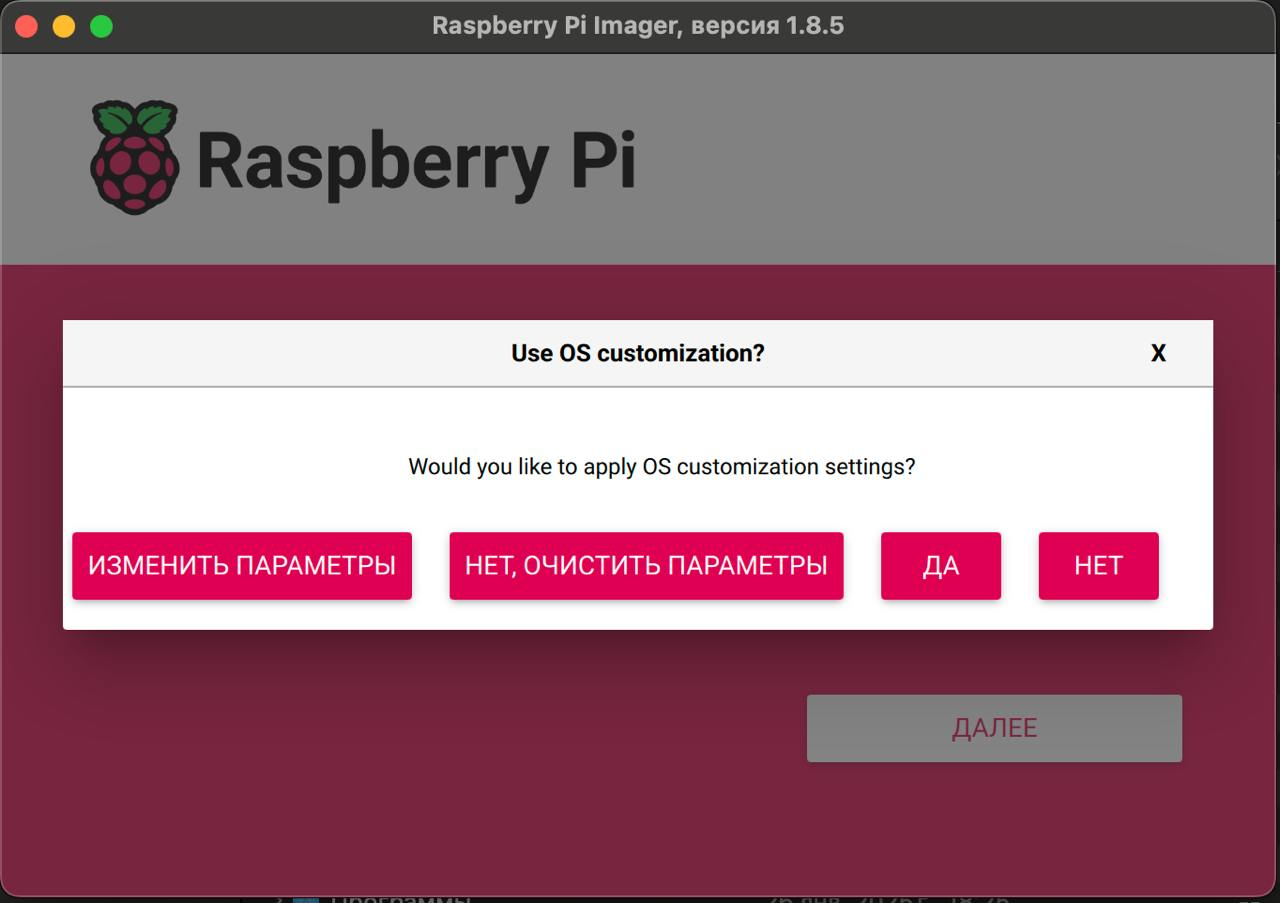 Raspberry Pi Imager, версия 1.8.5
Raspberry Pi
Use OS customization?
X
Would you like to apply OS customization settings?
ИЗМЕНИТЬ ПАРАМЕТРЫ
НЕТ, ОЧИСТИТЬ ПАРАМЕТРЫ
ДА
НЕТ
ДАЛЕЕ